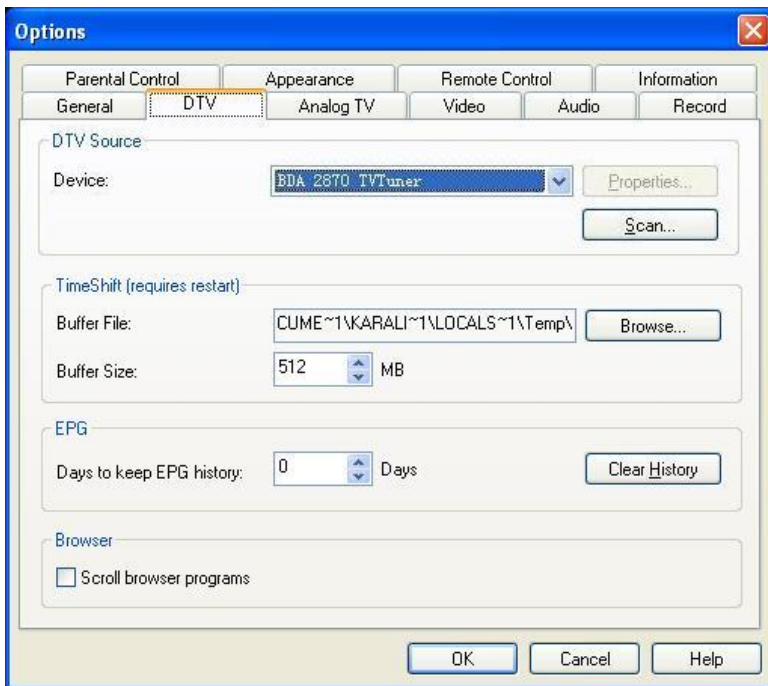 Options
Parental Control Appearance Remote Control Information
General DTV Analog TV Video Audio Record
DTV Source
Device: BDA 2870 TVTuner Properties...
Scan...
TimeShift (requires restart)
Buffer File: CUME~1\KARALI~1\LOCALS~1\Temp\ Browse...
Buffer Size: 512 MB
EPG
Days to keep EPG history: 0 Days Clear History
Browser
Scroll browser programs
OK Cancel Help